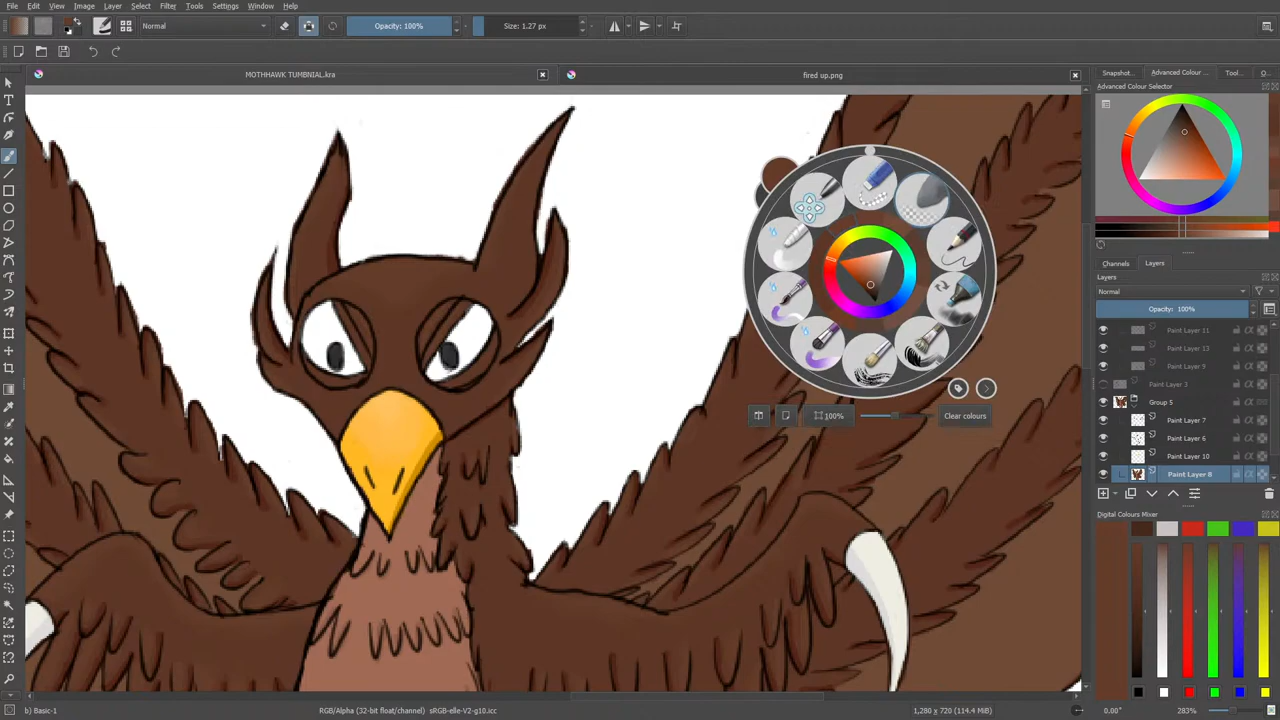 File Edit View Image Layer Select Filter Tools Settings Window Help
Normal
Opacity: 100%
Size: 1.27 px
MOTHHAWK TUMBNIAL.kra
fired up.png
Snapshot...
Advanced Colour ...
Tool...
O...
Advanced Colour Selector
Channels
Layers
Layers
Normal
Opacity: 100%
Paint Layer 11
Paint Layer 13
Paint Layer 9
Paint Layer 3
Group 5
Paint Layer 7
Paint Layer 6
Paint Layer 10
Paint Layer 8
100%
Clear colours
Digital Colours Mixer
b) Basic-1
RGB/Alpha (32-bit float/channel) sRGB-elle-V2-g10.icc
1,280 x 720 (114.4 MiB)
0.00°
283%